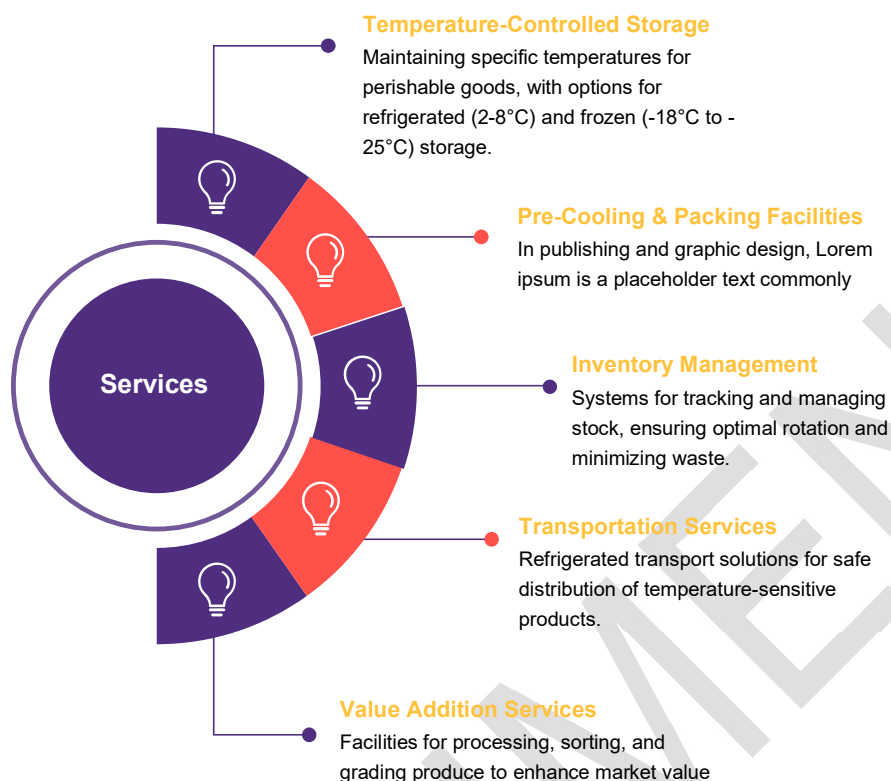 Temperature-Controlled Storage
Maintaining specific temperatures for
perishable goods, with options for
refrigerated (2-8°C) and frozen (-18°C to -
25°C) storage.
Pre-Cooling & Packing Facilities
In publishing and graphic design, Lorem
ipsum is a placeholder text commonly
Services
Inventory Management
Systems for tracking and managing
stock, ensuring optimal rotation and
minimizing waste.
Transportation Services
Refrigerated transport solutions for safe
distribution of temperature-sensitive
products.
Value Addition Services
Facilities for processing, sorting, and
grading produce to enhance market value